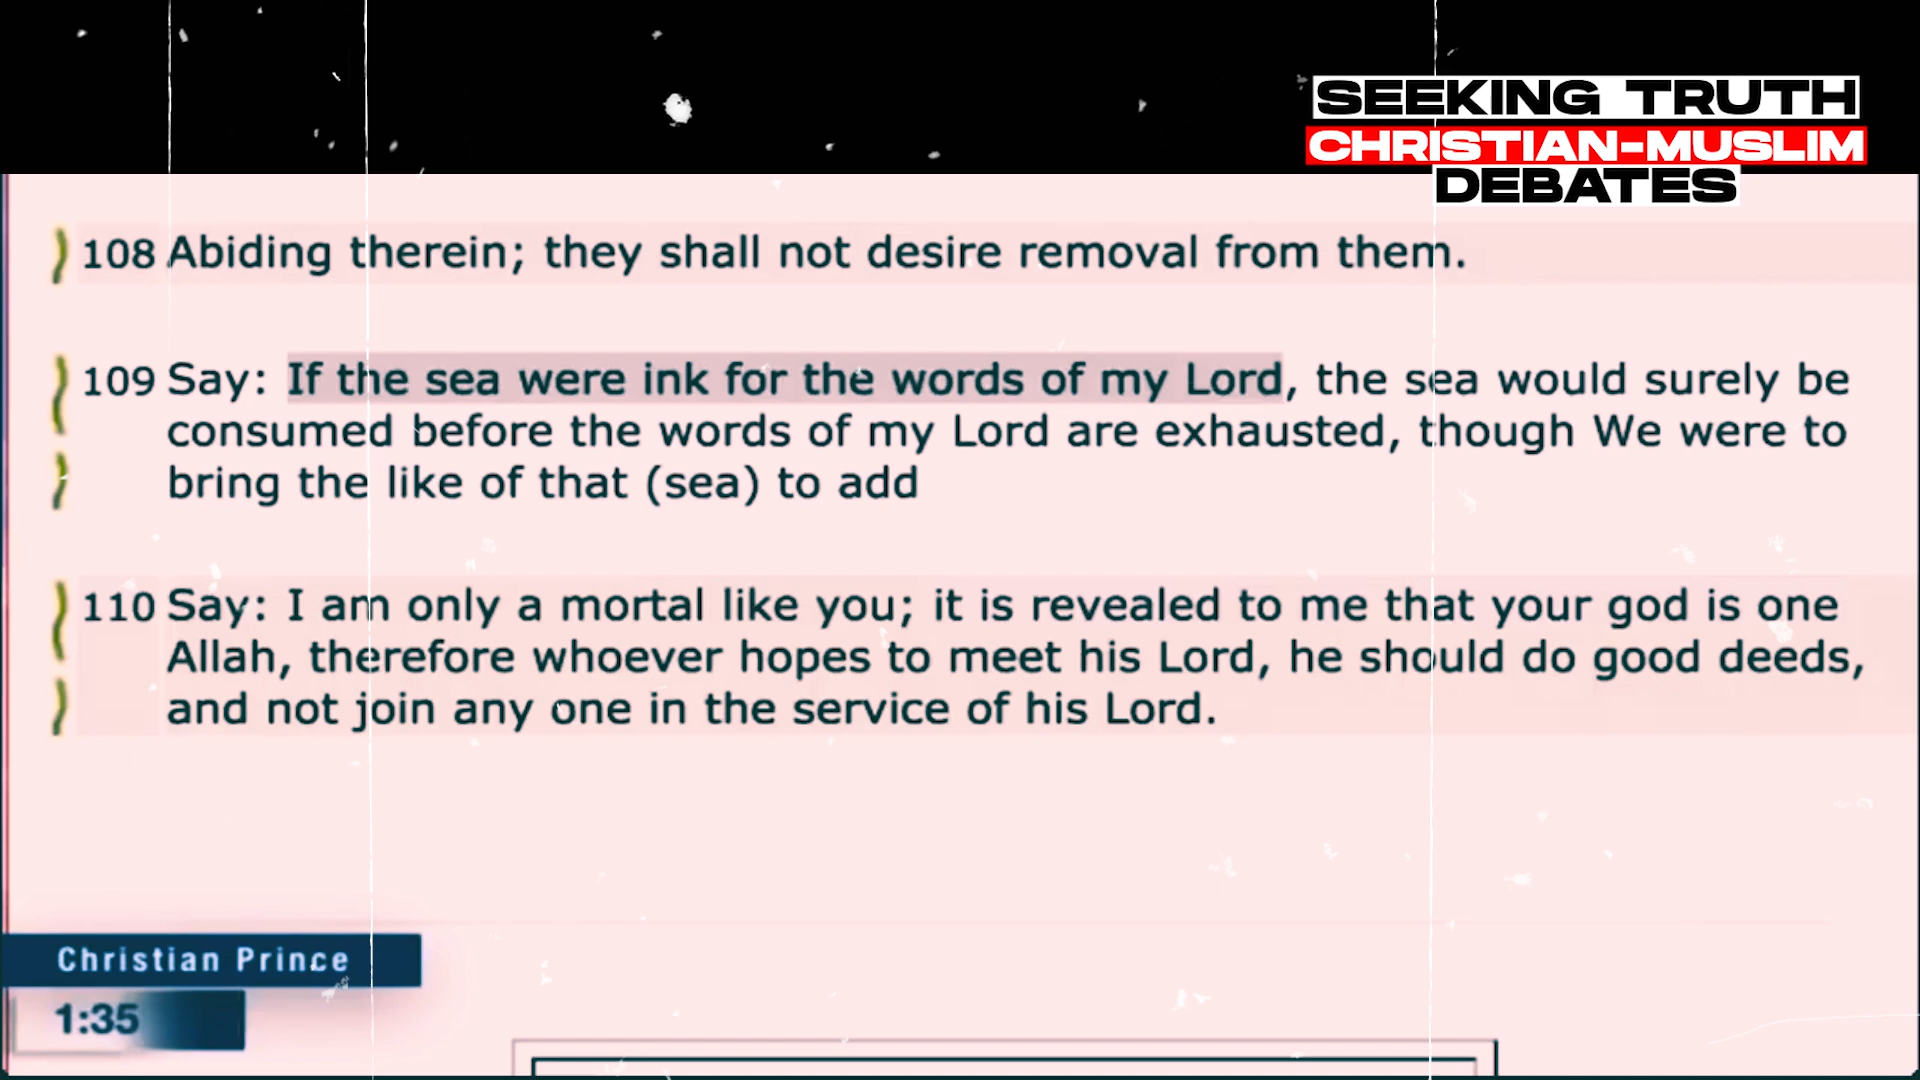 SEEKING TRUTH
CHRISTIAN-MUSLIM
DEBATES
108 Abiding therein; they shall not desire removal from them.
109 Say: If the sea were ink for the words of my Lord, the sea would surely be
consumed before the words of my Lord are exhausted, though We were to
bring the like of that (sea) to add
110 Say: I am only a mortal like you; it is revealed to me that your god is one
Allah, therefore whoever hopes to meet his Lord, he should do good deeds,
and not join any one in the service of his Lord.
Christian Prince
1:35